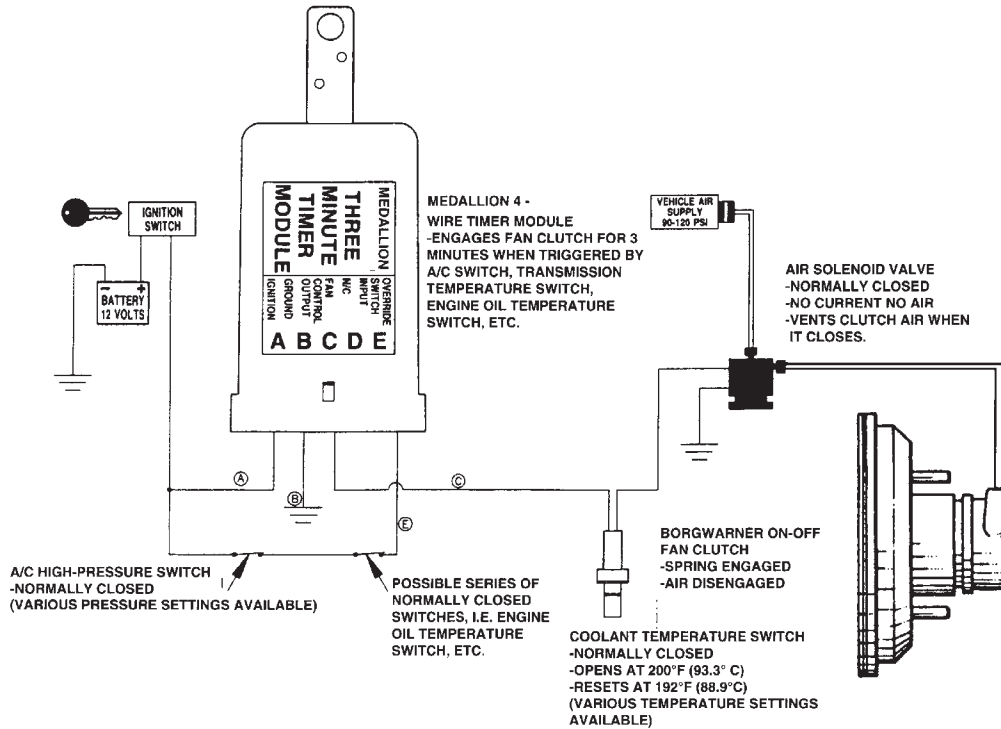 IGNITION
SWITCH
BATTERY
12 VOLTS
- +
MEDALLION
THREE
MINUTE
TIMER
MODULE
OVERRIDE
SWITCH
INPUT
N/C
FAN
CONTROL
OUTPUT
GROUND
IGNITION
A B C D E
MEDALLION 4 -
WIRE TIMER MODULE
-ENGAGES FAN CLUTCH FOR 3
MINUTES WHEN TRIGGERED BY
A/C SWITCH, TRANSMISSION
TEMPERATURE SWITCH,
ENGINE OIL TEMPERATURE
SWITCH, ETC.
VEHICLE AIR
SUPPLY
90-120 PSI
AIR SOLENOID VALVE
-NORMALLY CLOSED
-NO CURRENT NO AIR
-VENTS CLUTCH AIR WHEN
IT CLOSES.
A
B
C
E
A/C HIGH-PRESSURE SWITCH
-NORMALLY CLOSED
(VARIOUS PRESSURE SETTINGS AVAILABLE)
POSSIBLE SERIES OF
NORMALLY CLOSED
SWITCHES, I.E. ENGINE
OIL TEMPERATURE
SWITCH, ETC.
BORGWARNER ON-OFF
FAN CLUTCH
-SPRING ENGAGED
-AIR DISENGAGED
COOLANT TEMPERATURE SWITCH
-NORMALLY CLOSED
-OPENS AT 200°F (93.3° C)
-RESETS AT 192°F (88.9°C)
(VARIOUS TEMPERATURE SETTINGS
AVAILABLE)